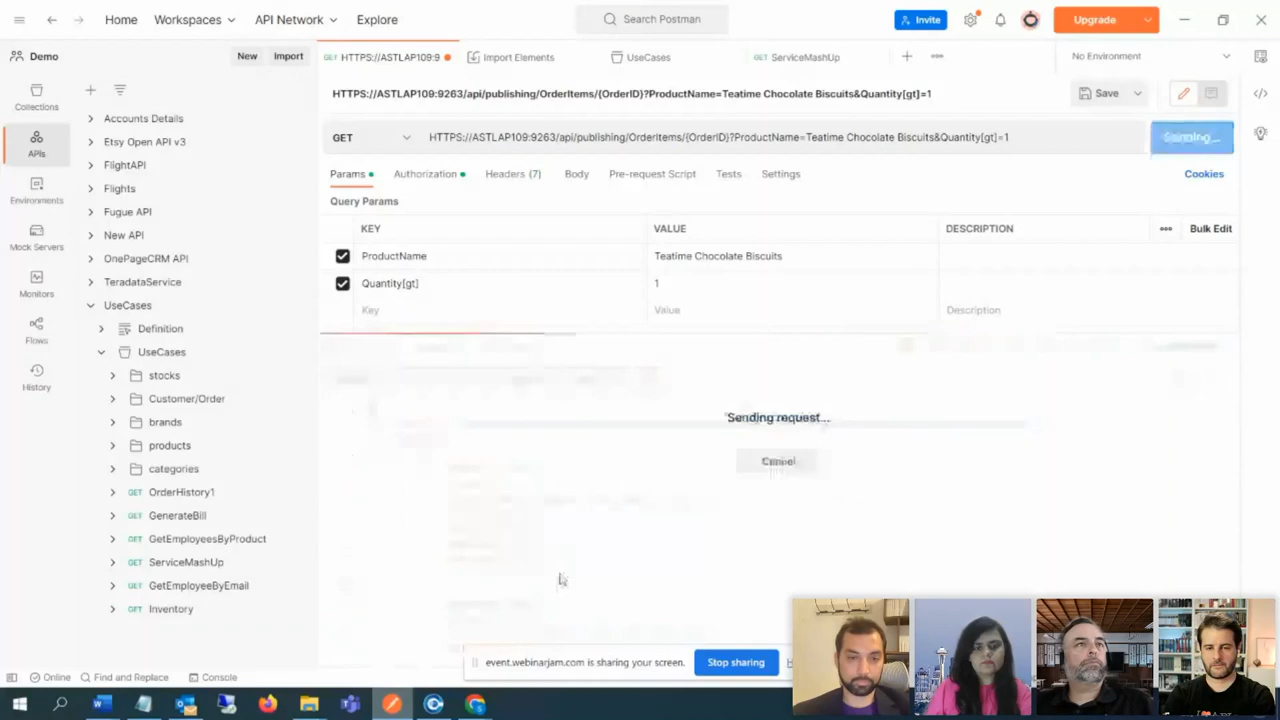 Home
Workspaces
API Network
Explore
Search Postman
Invite
Upgrade
Demo
New
Import
GET HTTPS://ASTLAP109:9
Import Elements
UseCases
GET ServiceMashUp
No Environment
HTTPS://ASTLAP109:9263/api/publishing/OrderItems/{OrderID}?ProductName=Teatime Chocolate Biscuits&Quantity[gt]=1
Save
GET
HTTPS://ASTLAP109:9263/api/publishing/OrderItems/{OrderID}?ProductName=Teatime Chocolate Biscuits&Quantity[gt]=1
Sending...
Params
Authorization
Headers (7)
Body
Pre-request Script
Tests
Settings
Cookies
Query Params
KEY
VALUE
DESCRIPTION
Bulk Edit
ProductName
Teatime Chocolate Biscuits
Quantity[gt]
1
Key
Value
Description
Sending request...
Cancel
Collections
APIs
Environments
Mock Servers
Monitors
Flows
History
Accounts Details
Etsy Open API v3
FlightAPI
Flights
Fugue API
New API
OnePageCRM API
TeradataService
UseCases
Definition
UseCases
stocks
Customer/Order
brands
products
categories
GET OrderHistory1
GET GenerateBill
GET GetEmployeesByProduct
GET ServiceMashUp
GET GetEmployeeByEmail
GET Inventory
event.webinarjam.com is sharing your screen.
Stop sharing
Online
Find and Replace
Console